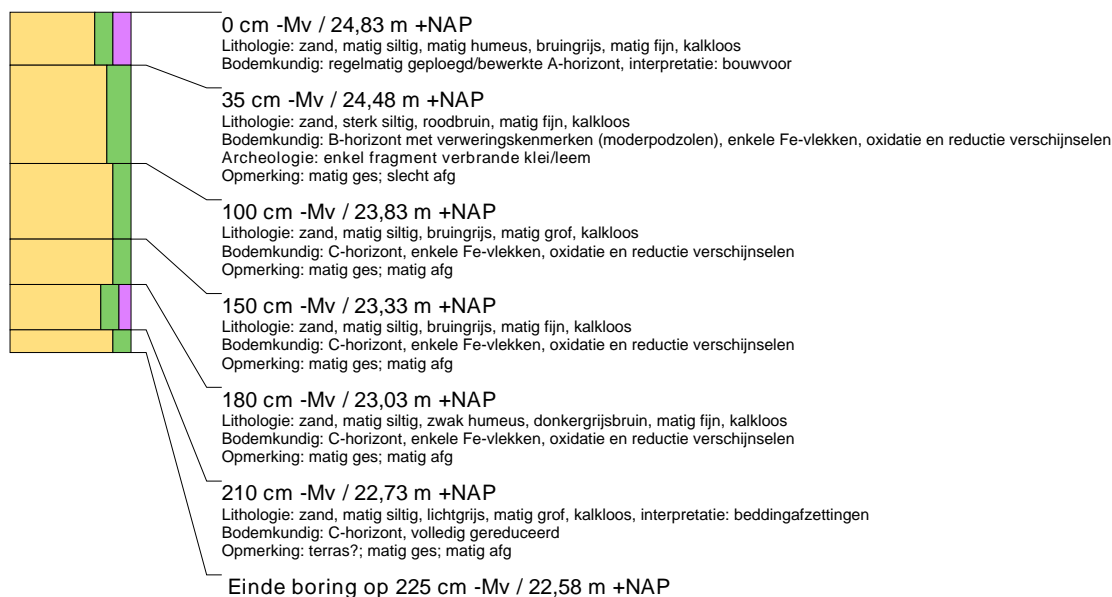 0 cm -Mv / 24,83 m +NAP
Lithologie: zand, matig siltig, matig humeus, bruingrijs, matig fijn, kalkloos
Bodemkundig: regelmatig geploegd/bewerkte A-horizont, interpretatie: bouwvoor
35 cm -Mv / 24,48 m +NAP
Lithologie: zand, sterk siltig, roodbruin, matig fijn, kalkloos
Bodemkundig: B-horizont met verweringskenmerken (moderpodzolen), enkele Fe-vlekken, oxidatie en reductie verschijnselen
Archeologie: enkel fragment verbrande klei/leem
Opmerking: matig ges; slecht afg
100 cm -Mv / 23,83 m +NAP
Lithologie: zand, matig siltig, bruingrijs, matig grof, kalkloos
Bodemkundig: C-horizont, enkele Fe-vlekken, oxidatie en reductie verschijnselen
Opmerking: matig ges; matig afg
150 cm -Mv / 23,33 m +NAP
Lithologie: zand, matig siltig, bruingrijs, matig fijn, kalkloos
Bodemkundig: C-horizont, enkele Fe-vlekken, oxidatie en reductie verschijnselen
Opmerking: matig ges; matig afg
180 cm -Mv / 23,03 m +NAP
Lithologie: zand, matig siltig, zwak humeus, donkergrijsbruin, matig fijn, kalkloos
Bodemkundig: C-horizont, enkele Fe-vlekken, oxidatie en reductie verschijnselen
Opmerking: matig ges; matig afg
210 cm -Mv / 22,73 m +NAP
Lithologie: zand, matig siltig, lichtgrijs, matig grof, kalkloos, interpretatie: beddingafzettingen
Bodemkundig: C-horizont, volledig gereduceerd
Opmerking: terras?; matig ges; matig afg
Einde boring op 225 cm -Mv / 22,58 m +NAP